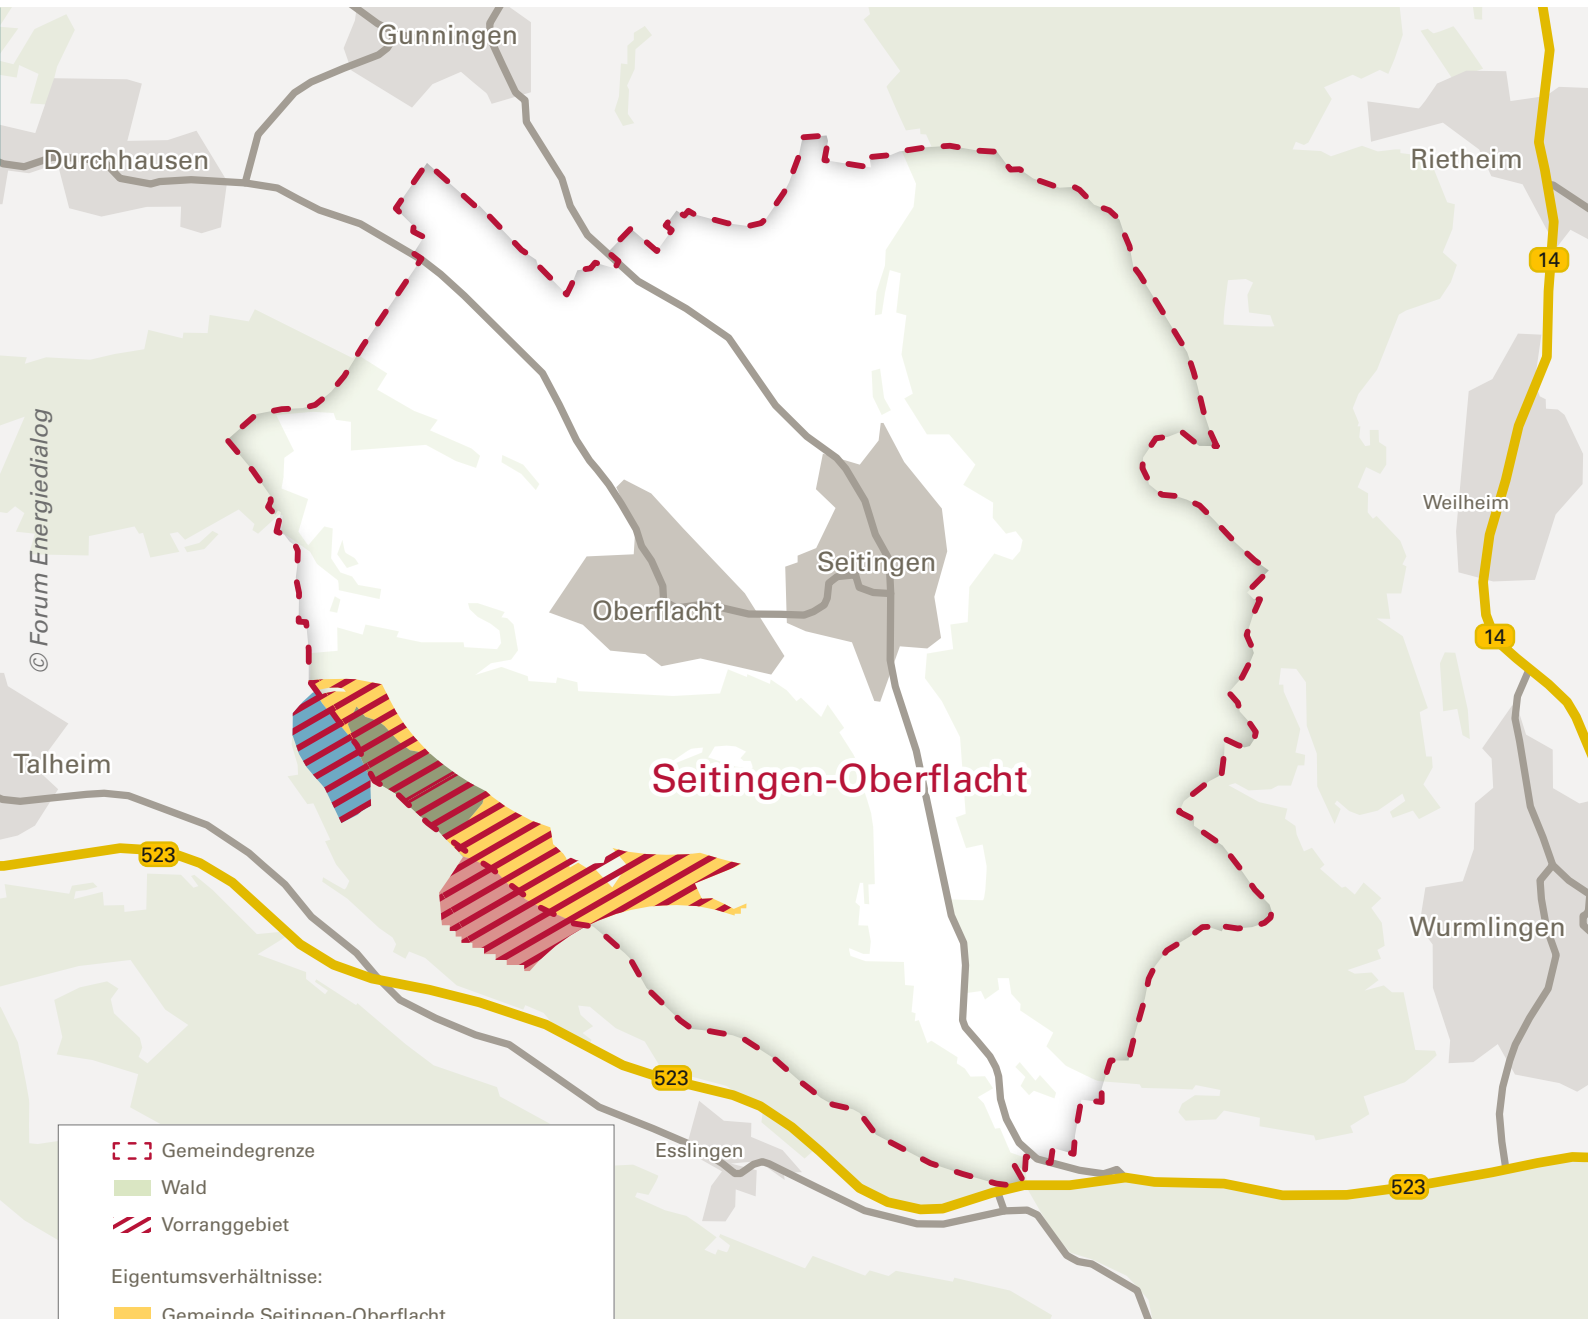 Gunningen
Durchhausen
Rietheim
14
© Forum Energiedialog
Weilheim
Seitingen
Oberflacht
14
Talheim
Seitingen-Oberflacht
523
Wurmlingen
523
Esslingen
523
Gemeindegrenze
Wald
Vorranggebiet
Eigentumsverhältnisse:
Gemeinde Seitingen-Oberflacht